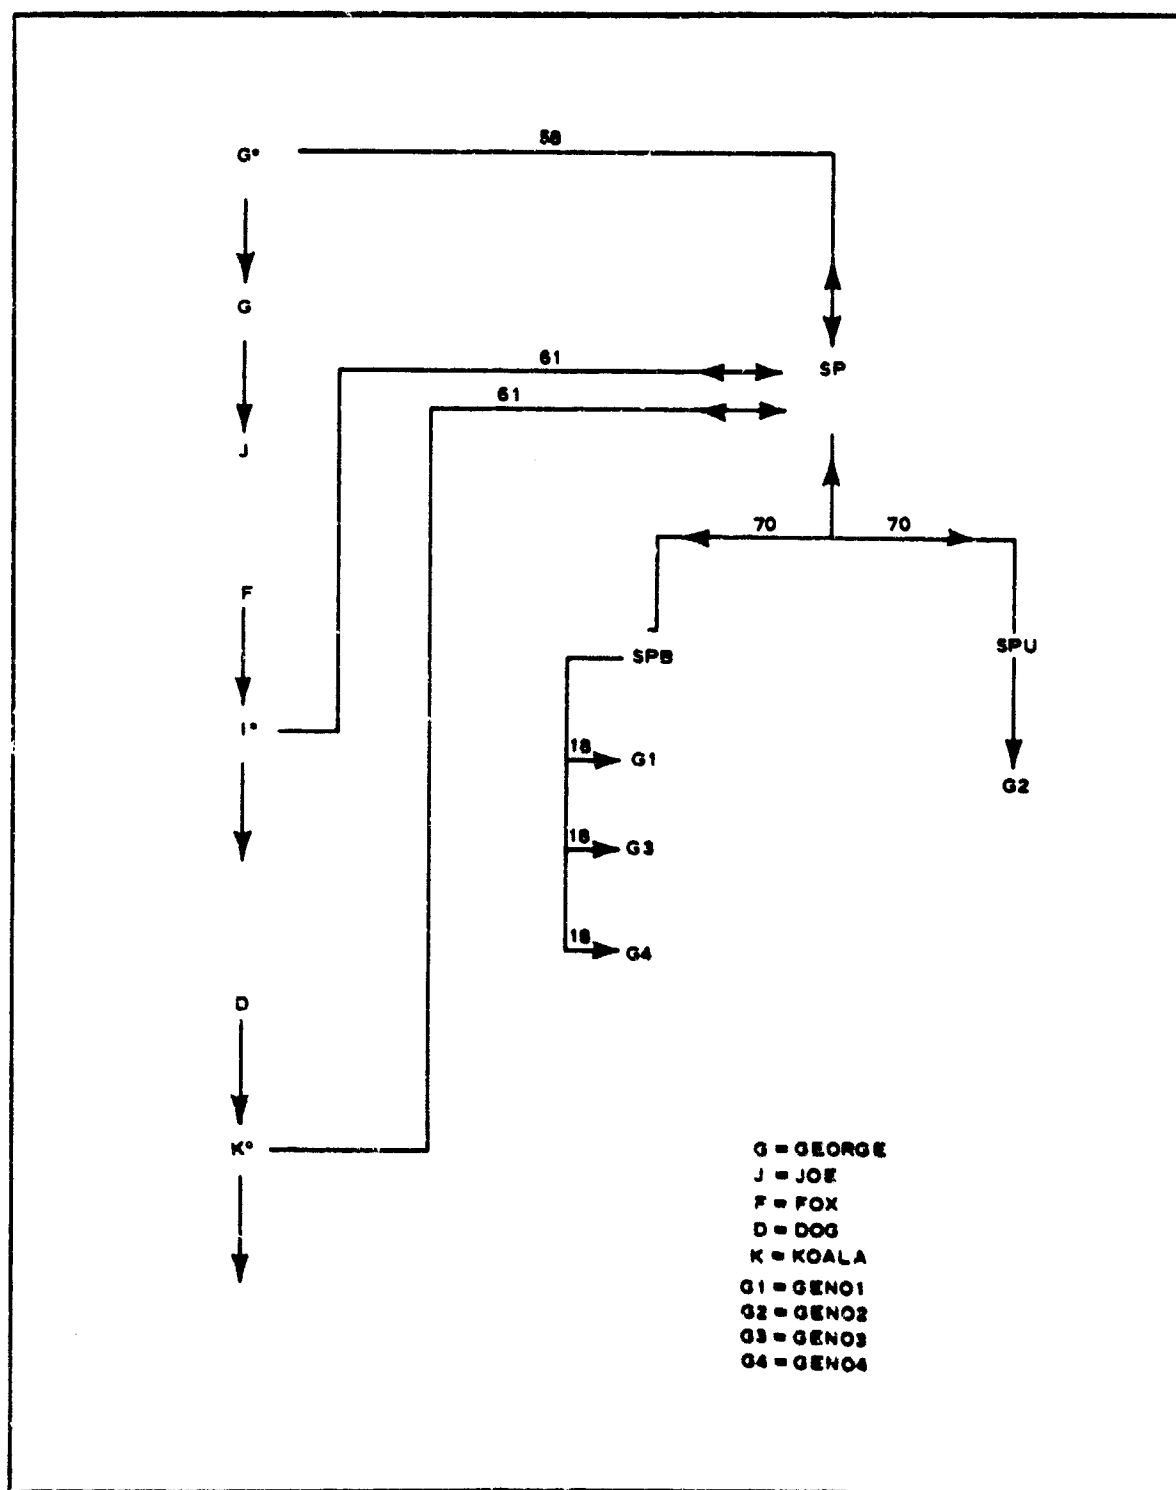 58
G*
G
61
SP
61
J
70
70
F
SPU
SPB
I*
18
G1
G2
18
G3
18
G4
D
K*
G = GEORGE
J = JOE
F = FOX
D = DOG
K = KOALA
G1 = GENO1
G2 = GENO2
G3 = GENO3
G4 = GENO4